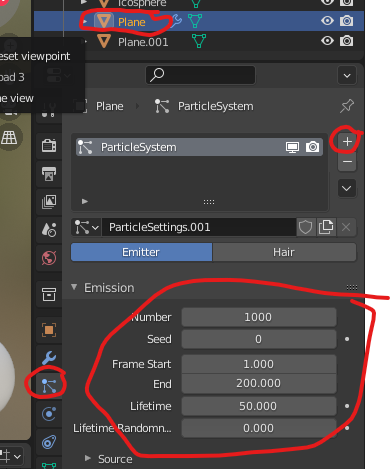 Icosphere
Plane
Plane.001
eset viewpoint
oad 3
ne view
Plane > ParticleSystem
ParticleSystem
ParticleSettings.001
Emitter Hair
Emission
Number 1000
Seed 0
Frame Start 1.000
End 200.000
Lifetime 50.000
Lifetime Randomn... 0.000
Source